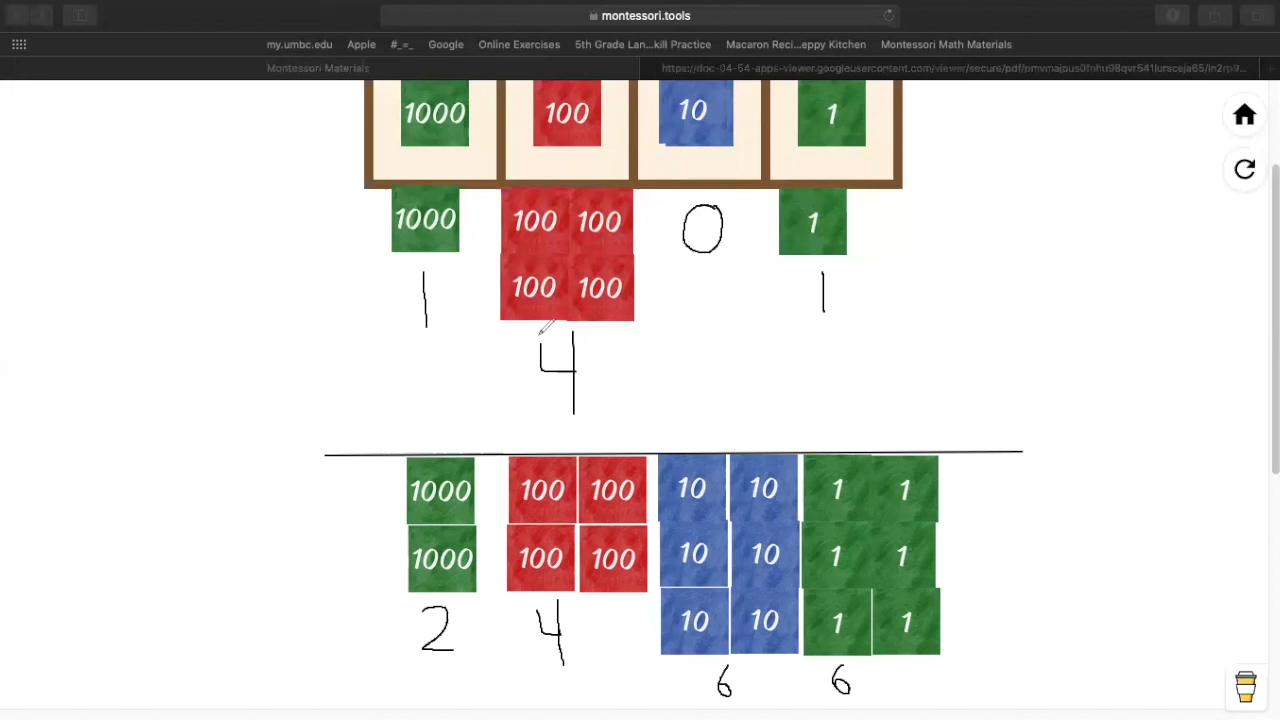 montessori.tools
my.umbc.edu Apple #_=_ Google Online Exercises 5th Grade Lan...kill Practice Macaron Reci...eppy Kitchen Montessori Math Materials
Montessori Materials
1000 100 10 1
1000 100 100 0 1
100 100
1 1
4
1000 100 100 10 10 1 1
1000 100 100 10 10 1 1
10 10 1 1
2 4
6 6